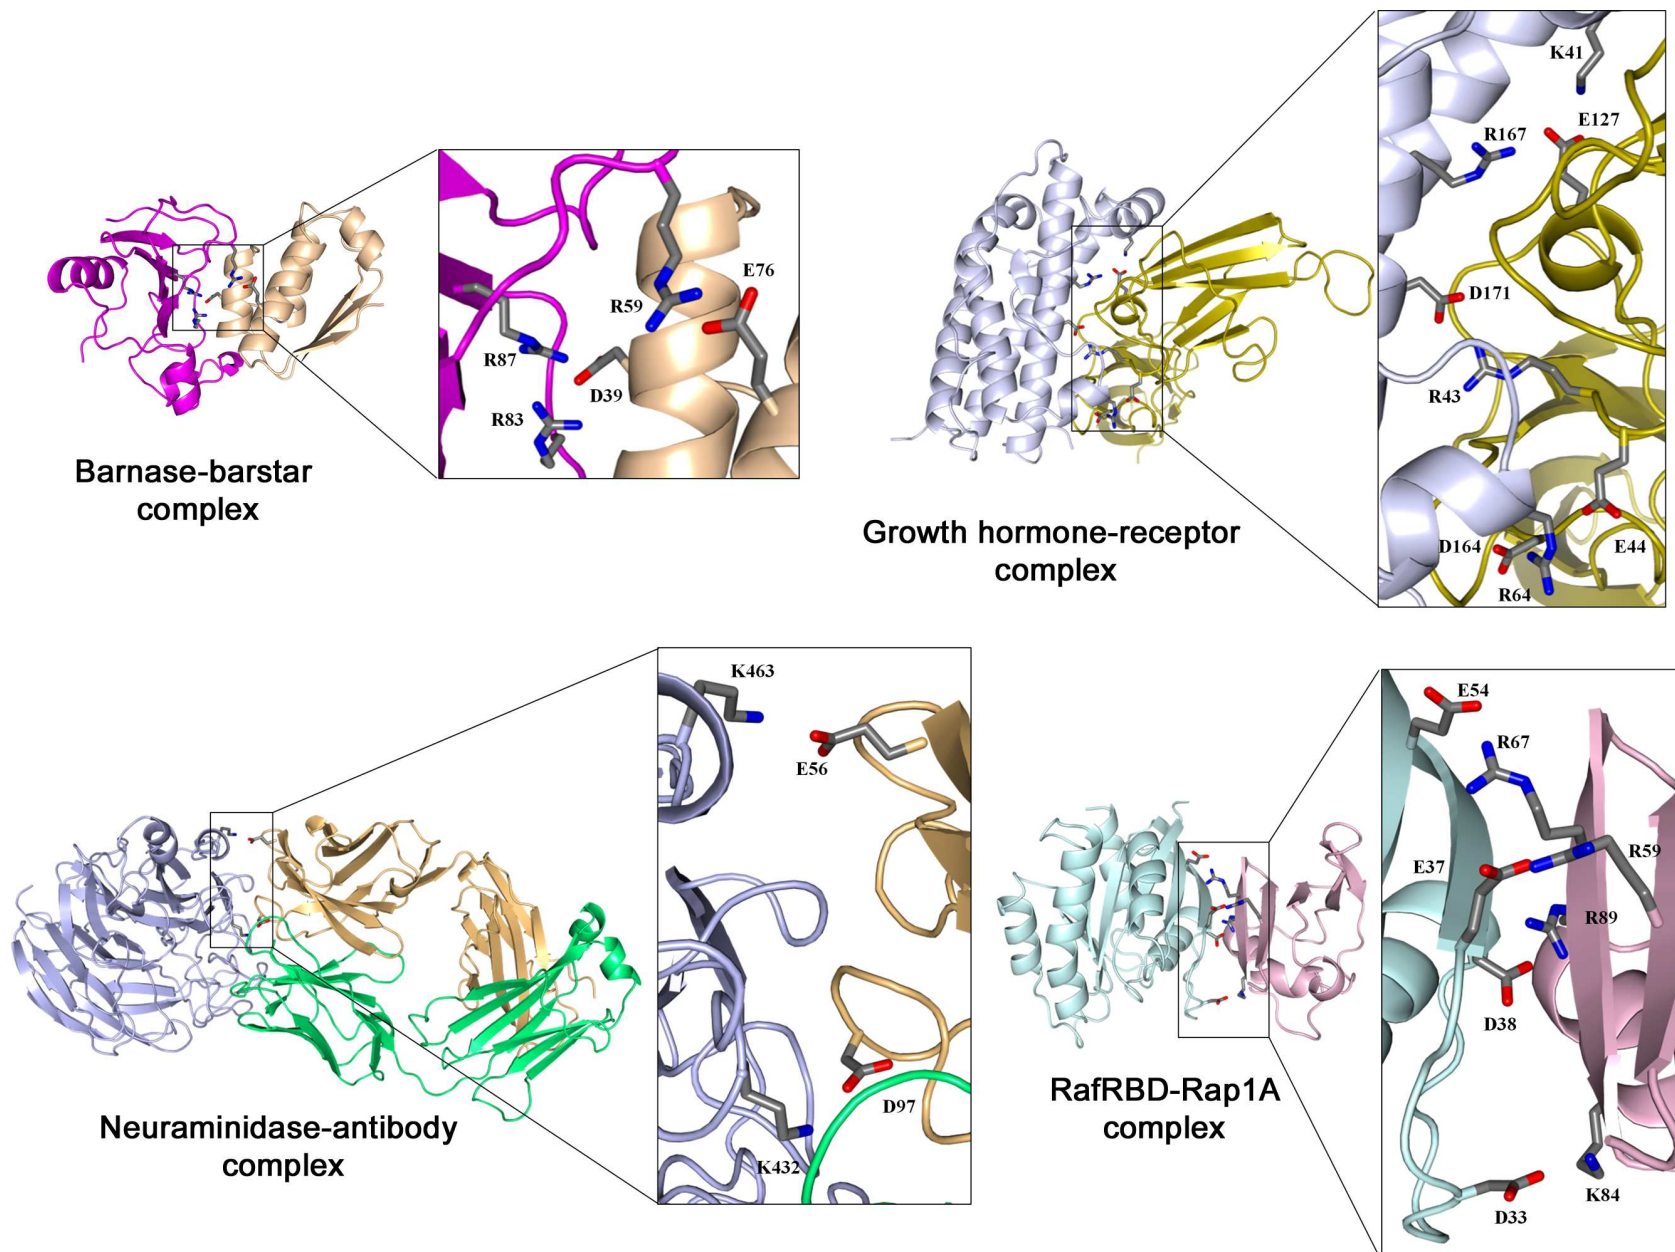 E76
R59
R87
D39
R83
Barnase-barstar
complex
K41
E127
R167
D171
R43
D164
E44
R64
Growth hormone-receptor
complex
K463
E56
D97
K432
Neuraminidase-antibody
complex
E54
R67
R59
E37
R89
D38
K84
D33
RafRBD-Rap1A
complex